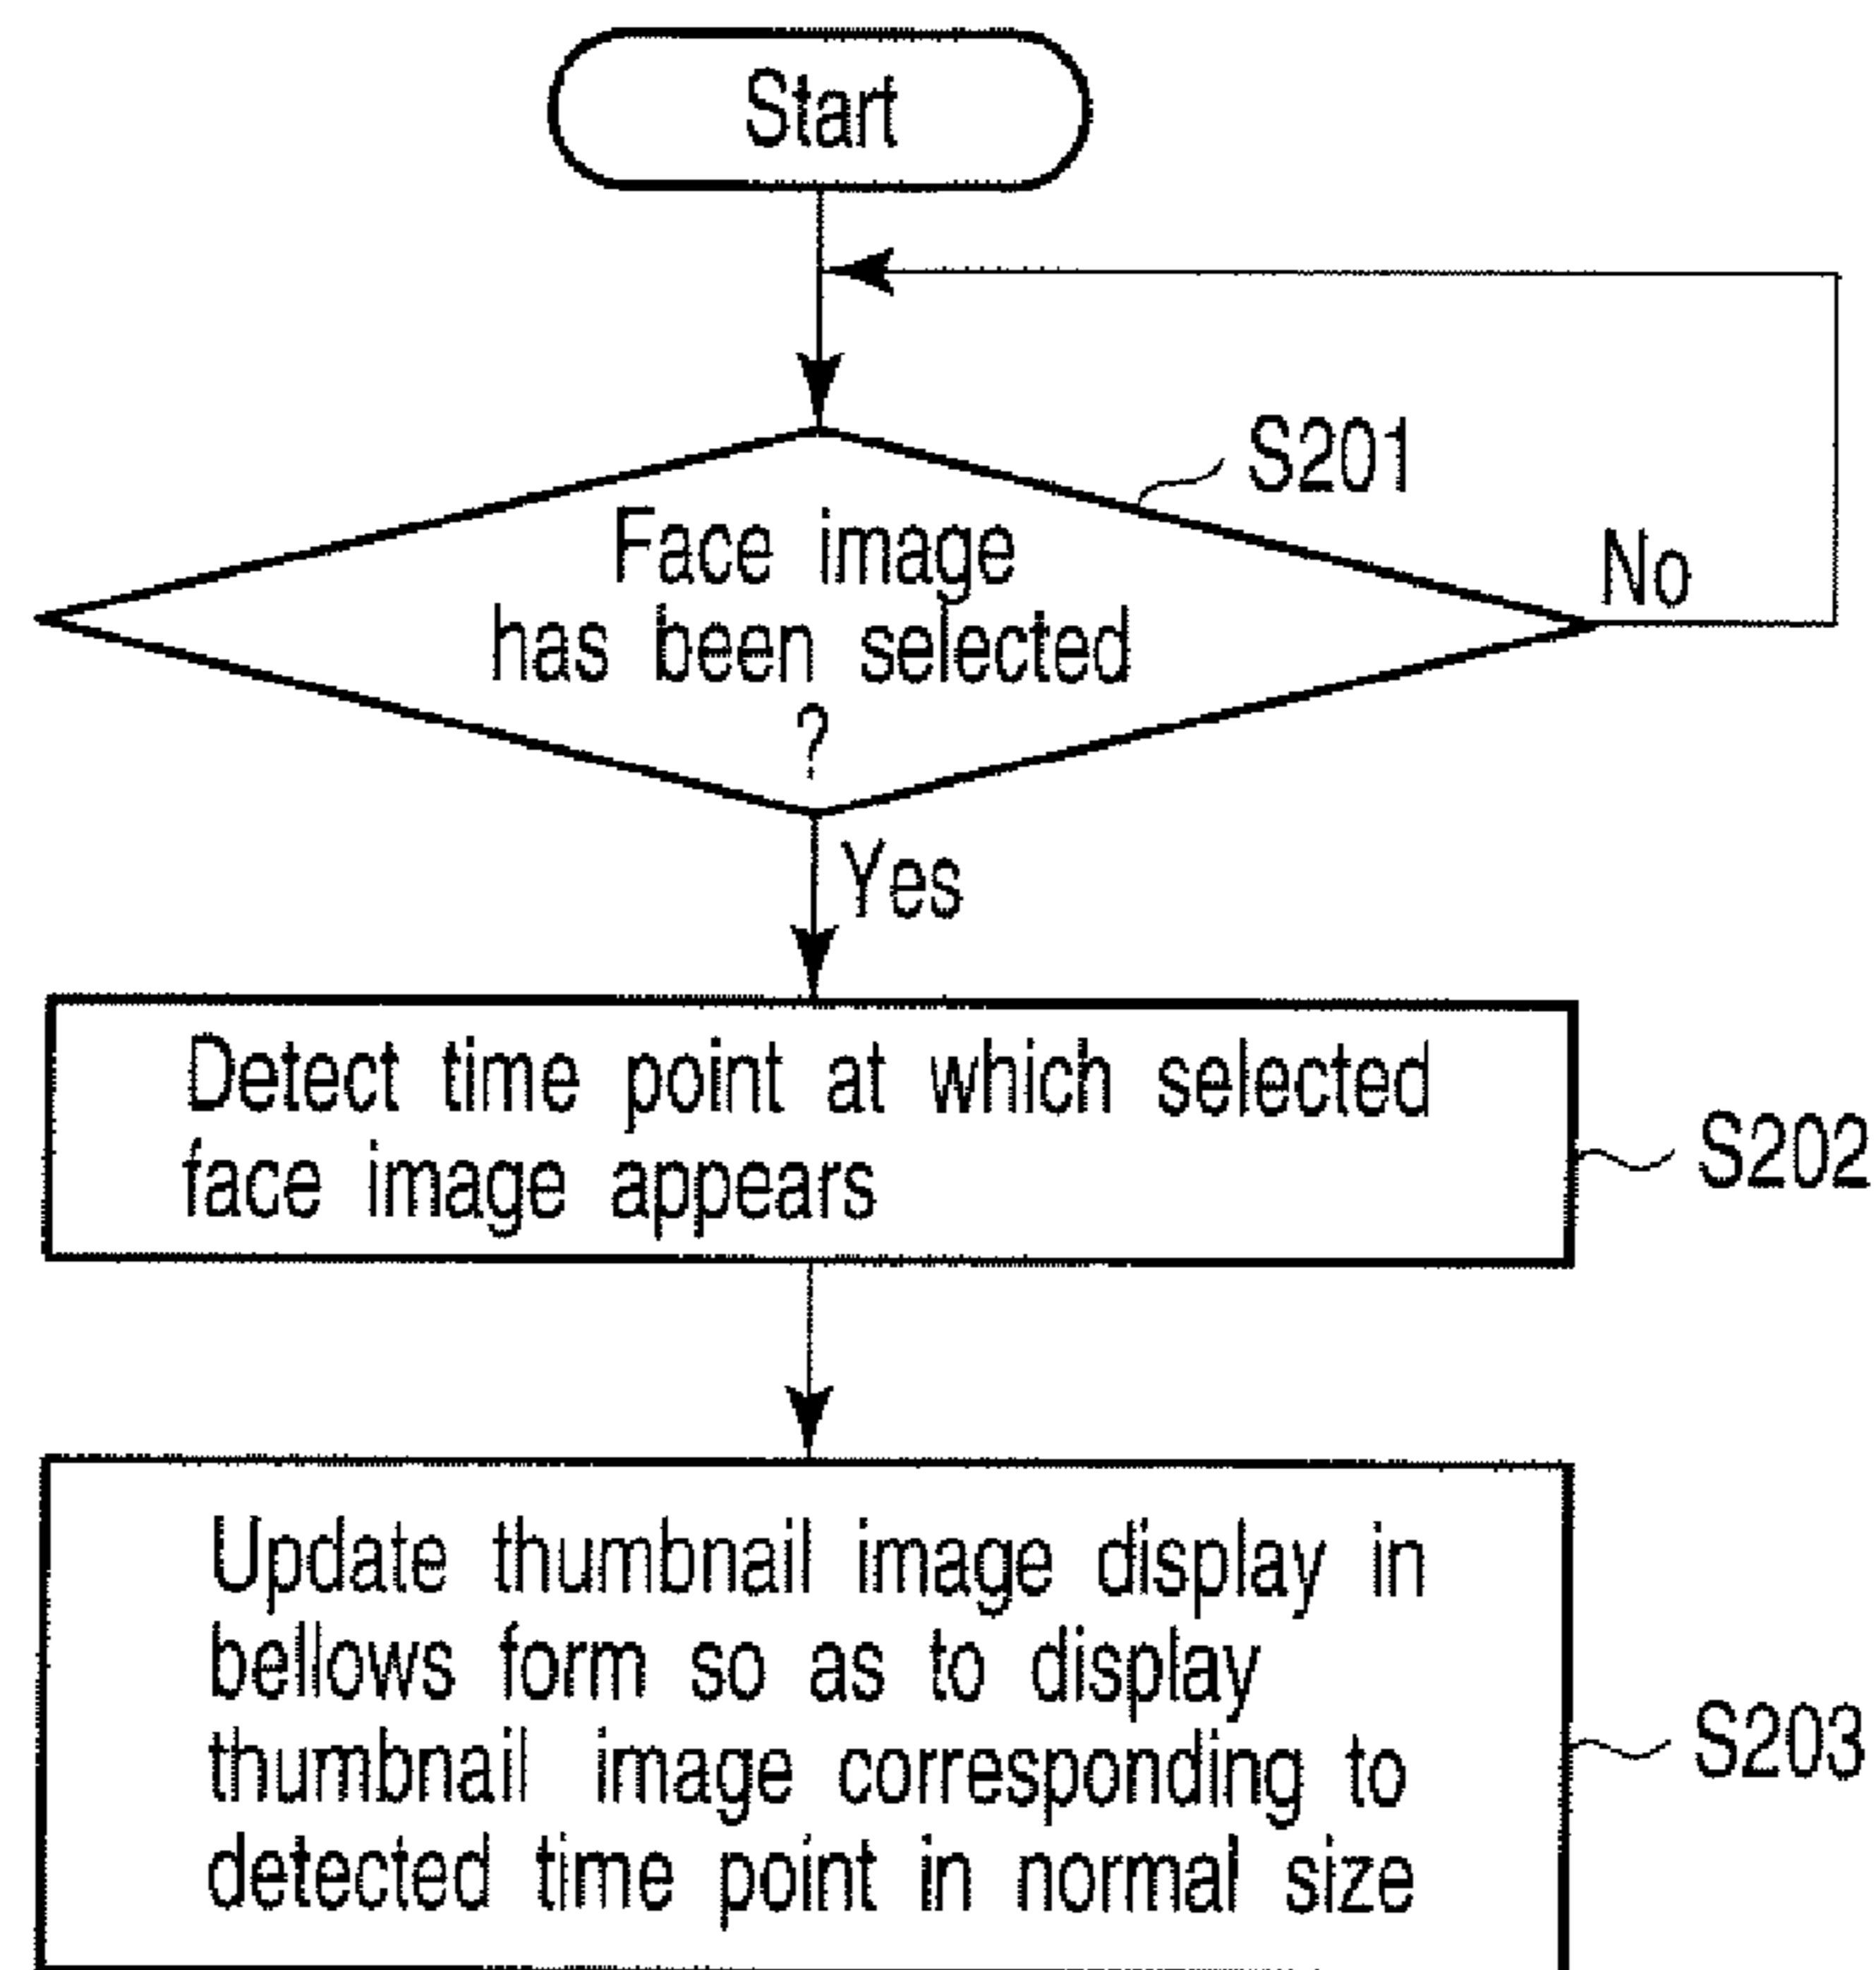 Start
S201
Face image
has been selected
?
No
Yes
Detect time point at which selected
face image appears
S202
Update thumbnail image display in
bellows form so as to display
thumbnail image corresponding to
detected time point in normal size
S203